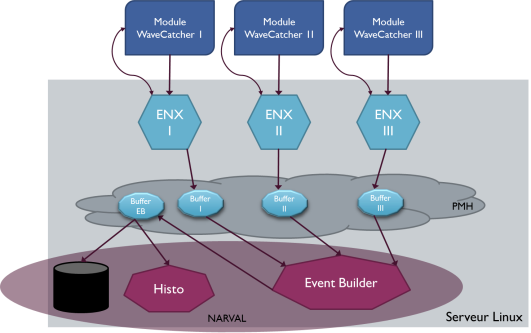 Module
WaveCatcher I
Module
WaveCatcher II
Module
WaveCatcher III
ENX
I
ENX
II
ENX
III
Buffer
EB
Buffer
I
Buffer
II
Buffer
III
PMH
Histo
Event Builder
NARVAL
Serveur Linux